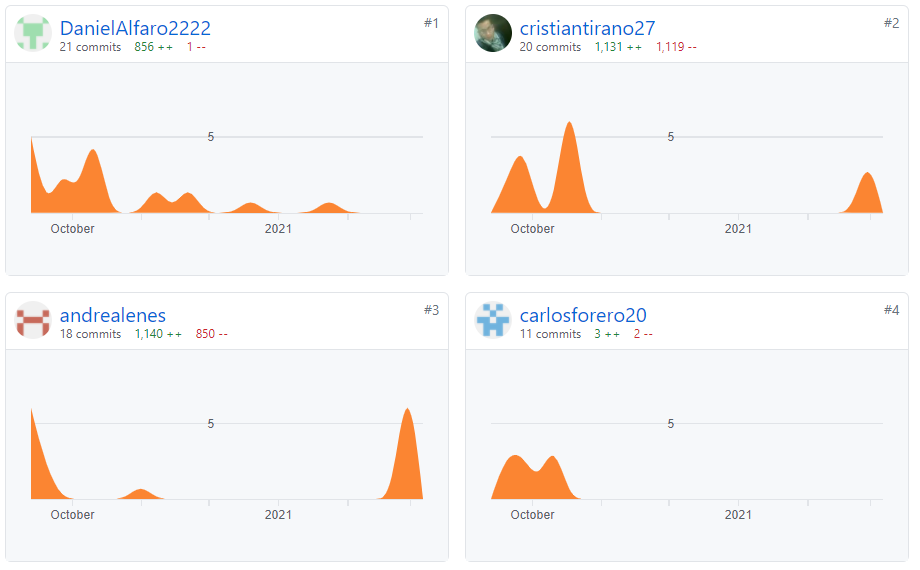 DanielAlfaro2222 #1
21 commits 856 ++ 1 --
5
October 2021
cristiantirano27 #2
20 commits 1,131 ++ 1,119 --
5
October 2021
andrealenes #3
18 commits 1,140 ++ 850 --
5
October 2021
carlosforero20 #4
11 commits 3 ++ 2 --
5
October 2021